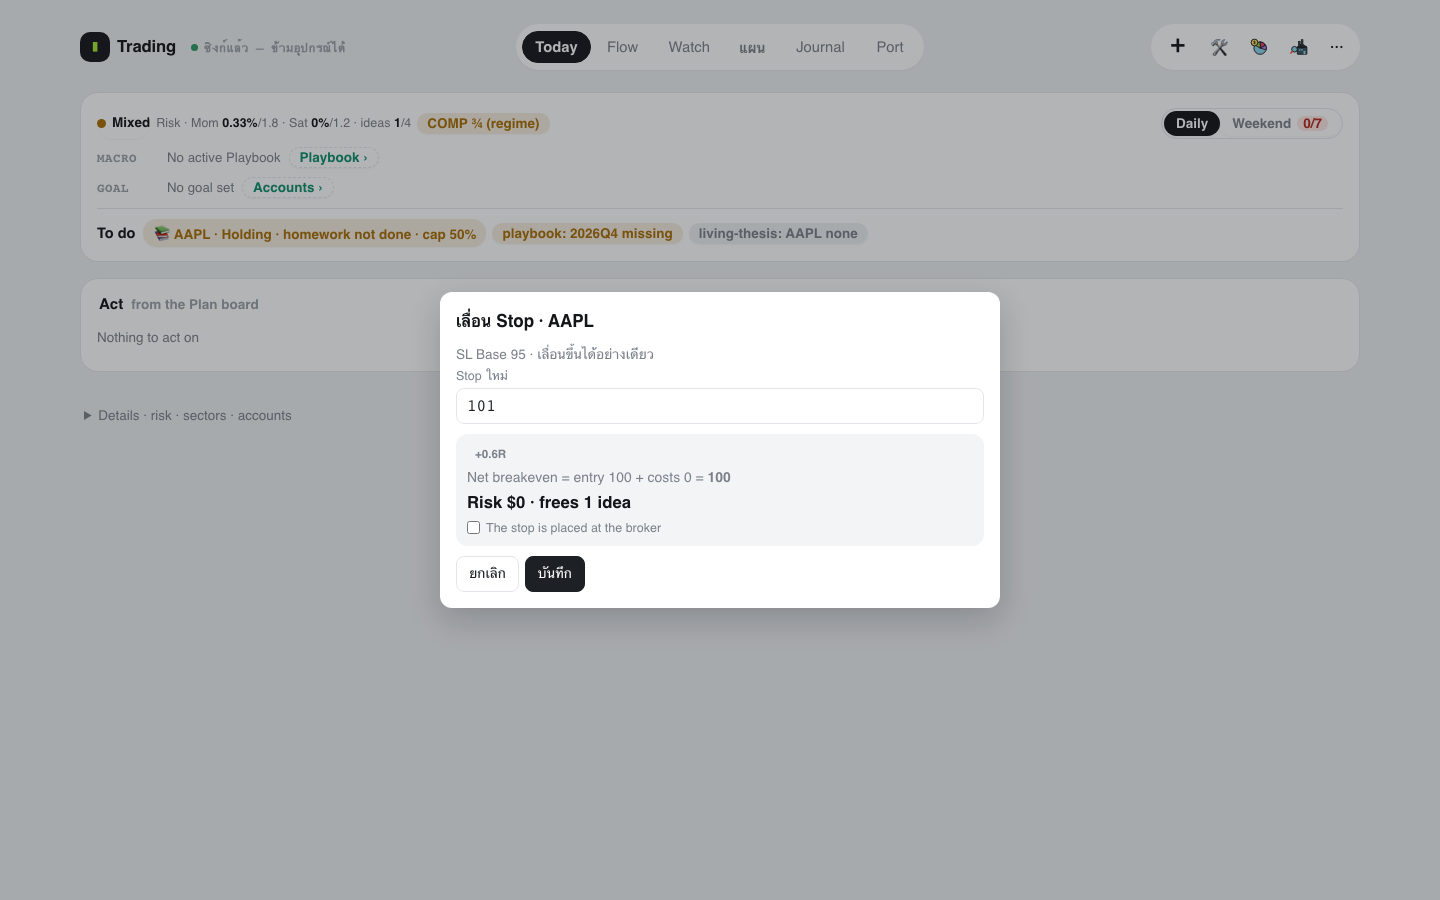 Trading ซิงก์แล้ว — ข้ามอุปกรณ์ได้ Today Flow Watch แผน Journal Port + ...
Mixed Risk · Mom 0.33%/1.8 · Sat 0%/1.2 · ideas 1/4 COMP ¾ (regime) Daily Weekend 0/7
MACRO No active Playbook Playbook ›
GOAL No goal set Accounts ›
To do AAPL · Holding · homework not done · cap 50% playbook: 2026Q4 missing living-thesis: AAPL none
Act from the Plan board
Nothing to act on
▶ Details · risk · sectors · accounts
เลื่อน Stop · AAPL
SL Base 95 · เลื่อนขึ้นได้อย่างเดียว
Stop ใหม่
101
+0.6R
Net breakeven = entry 100 + costs 0 = 100
Risk $0 · frees 1 idea
The stop is placed at the broker
ยกเลิก บันทึก